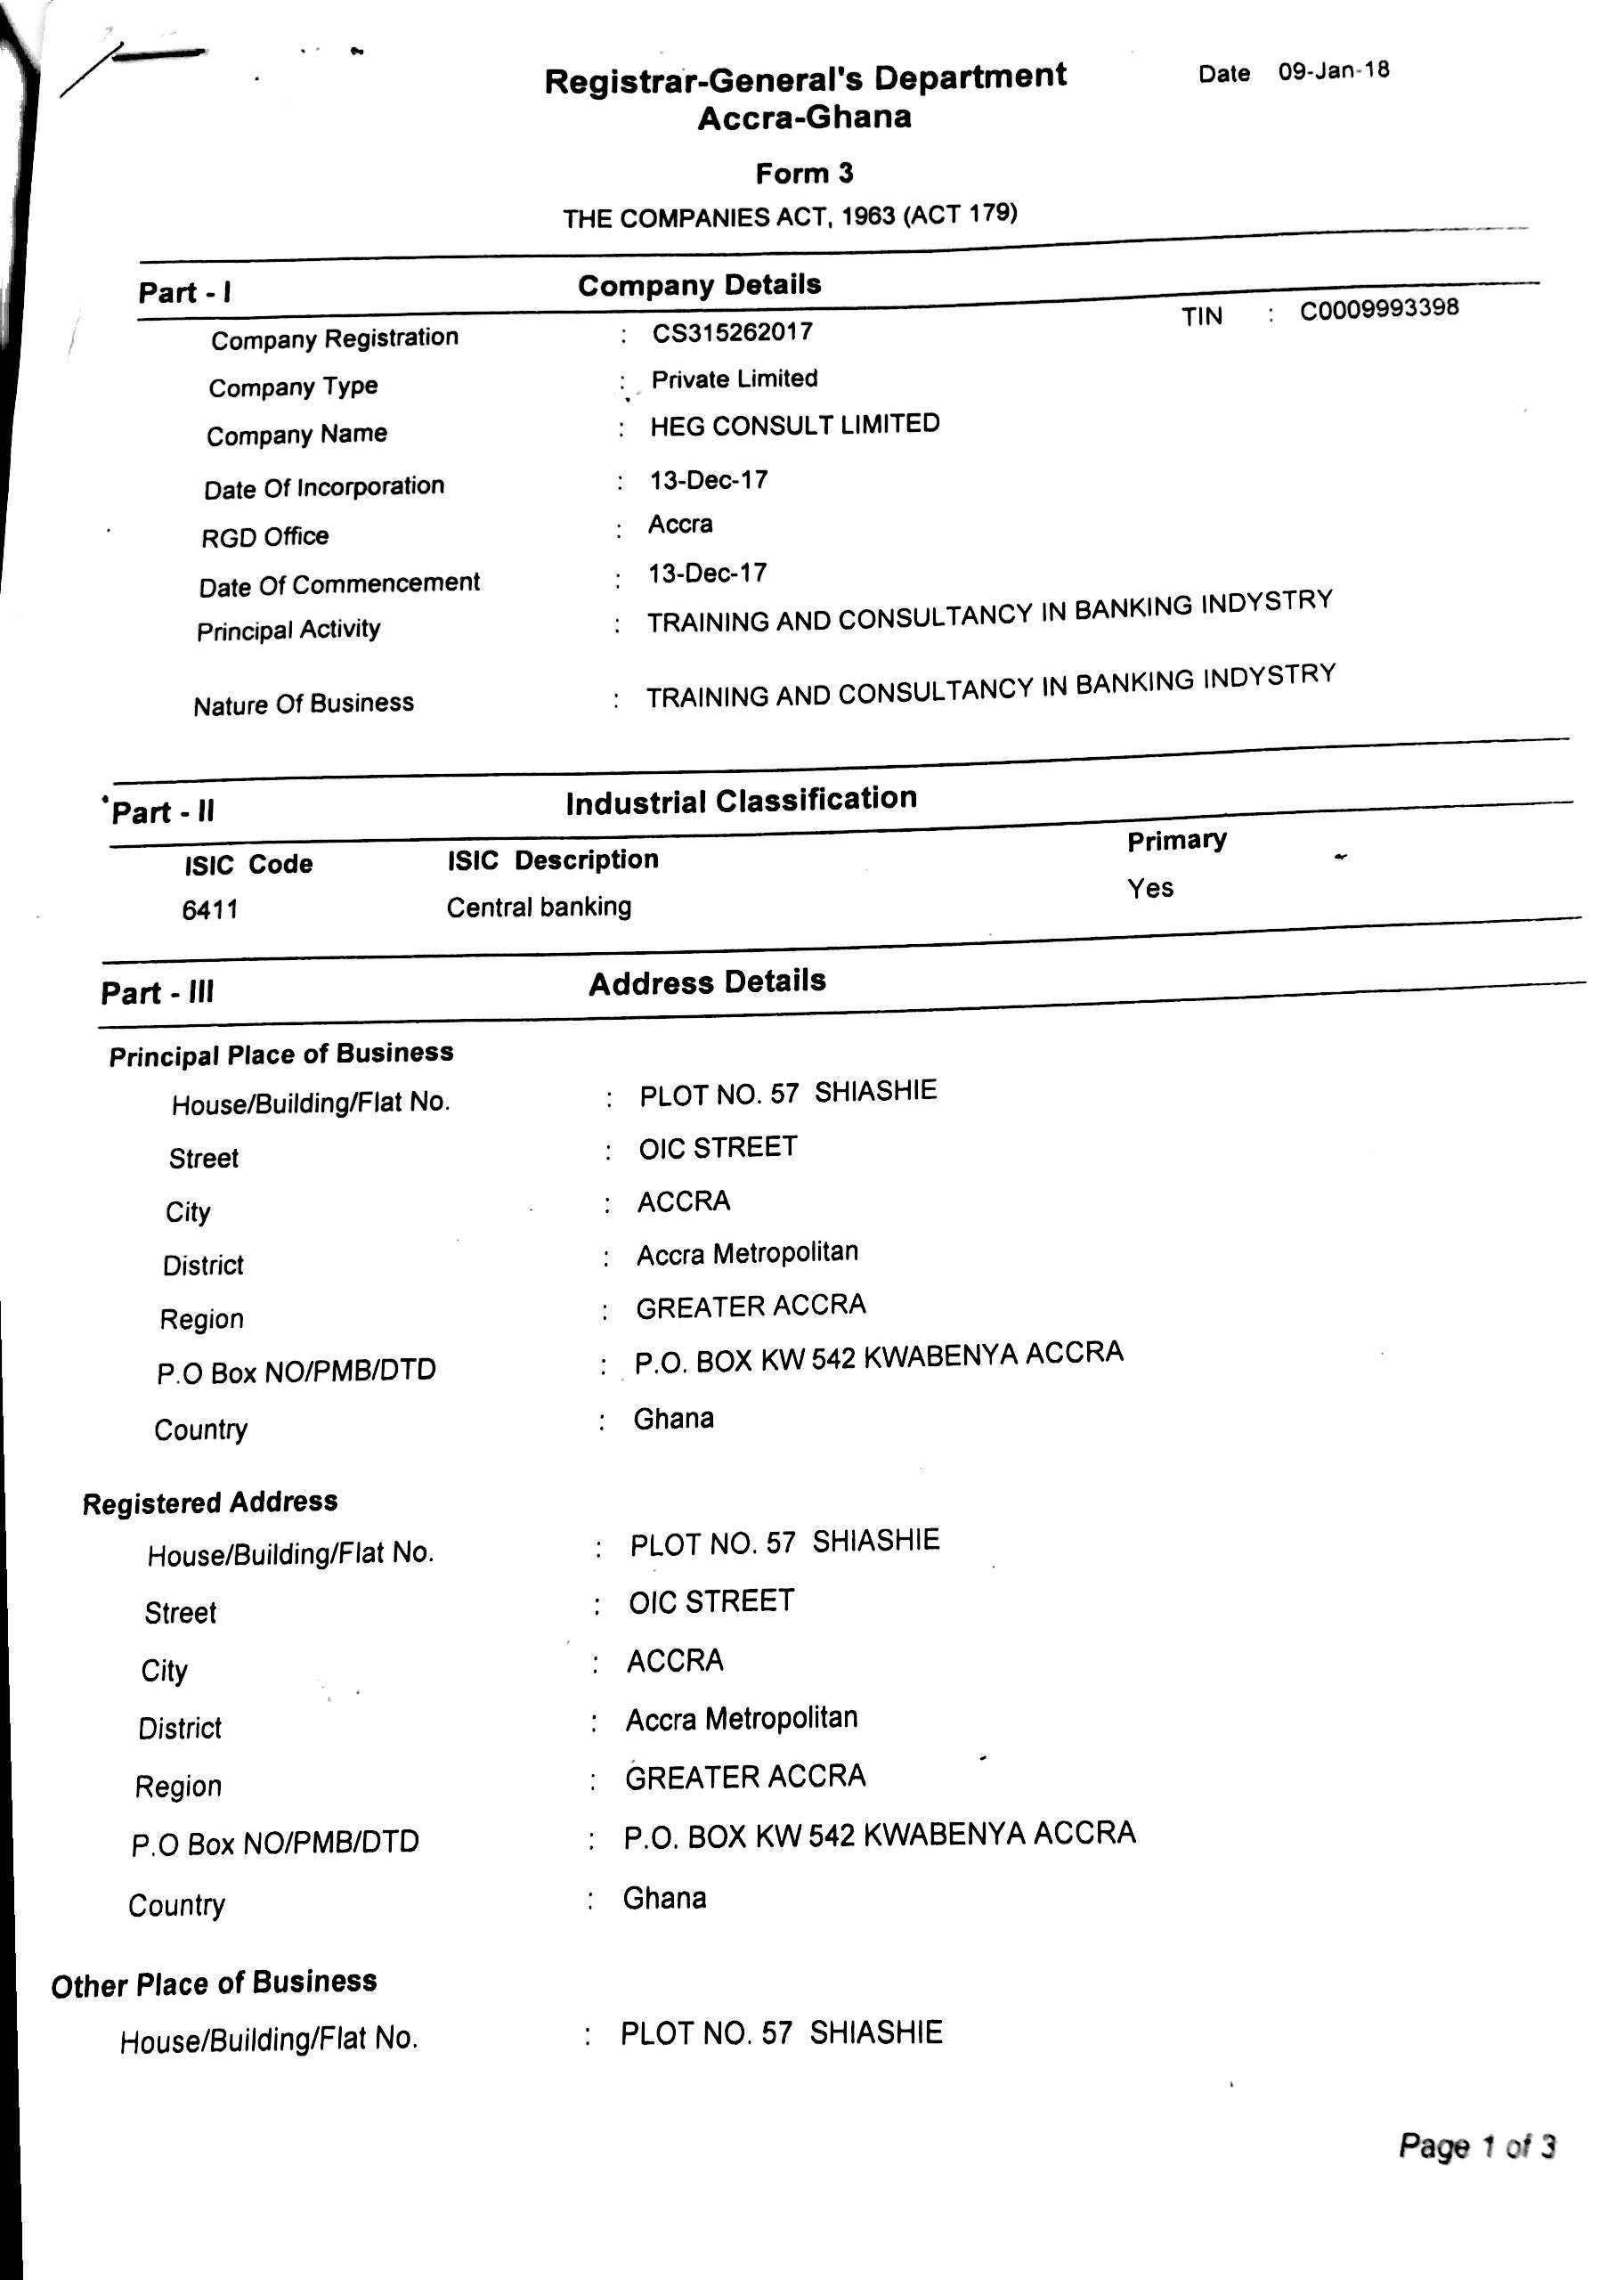 Registrar-General's Department Date 09-Jan-18
Accra-Ghana
Form 3
THE COMPANIES ACT, 1963 (ACT 179)
Part - I Company Details
Company Registration : CS315262017 TIN : C0009993398
Company Type : Private Limited
Company Name : HEG CONSULT LIMITED
Date Of Incorporation : 13-Dec-17
RGD Office : Accra
Date Of Commencement : 13-Dec-17
Principal Activity : TRAINING AND CONSULTANCY IN BANKING INDYSTRY
Nature Of Business : TRAINING AND CONSULTANCY IN BANKING INDYSTRY
Part - II Industrial Classification
ISIC Code ISIC Description Primary
6411 Central banking Yes
Part - III Address Details
Principal Place of Business
House/Building/Flat No. : PLOT NO. 57 SHIASHIE
Street : OIC STREET
City : ACCRA
District : Accra Metropolitan
Region : GREATER ACCRA
P.O Box NO/PMB/DTD : P.O. BOX KW 542 KWABENYA ACCRA
Country : Ghana
Registered Address
House/Building/Flat No. : PLOT NO. 57 SHIASHIE
Street : OIC STREET
City : ACCRA
District : Accra Metropolitan
Region : GREATER ACCRA
P.O Box NO/PMB/DTD : P.O. BOX KW 542 KWABENYA ACCRA
Country : Ghana
Other Place of Business
House/Building/Flat No. : PLOT NO. 57 SHIASHIE
Page 1 of 3